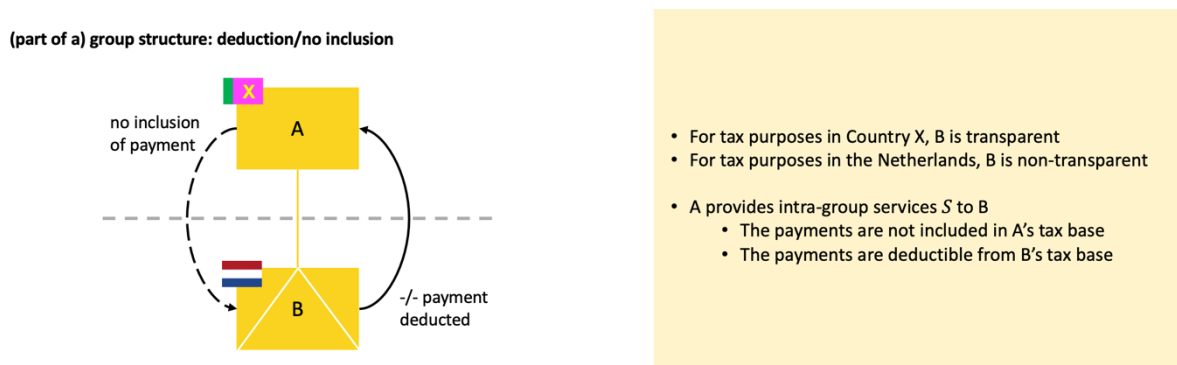 (part of a) group structure: deduction/no inclusion
X
A
no inclusion
of payment
B
-/- payment
deducted
• For tax purposes in Country X, B is transparent
• For tax purposes in the Netherlands, B is non-transparent
• A provides intra-group services S to B
• The payments are not included in A’s tax base
• The payments are deductible from B’s tax base